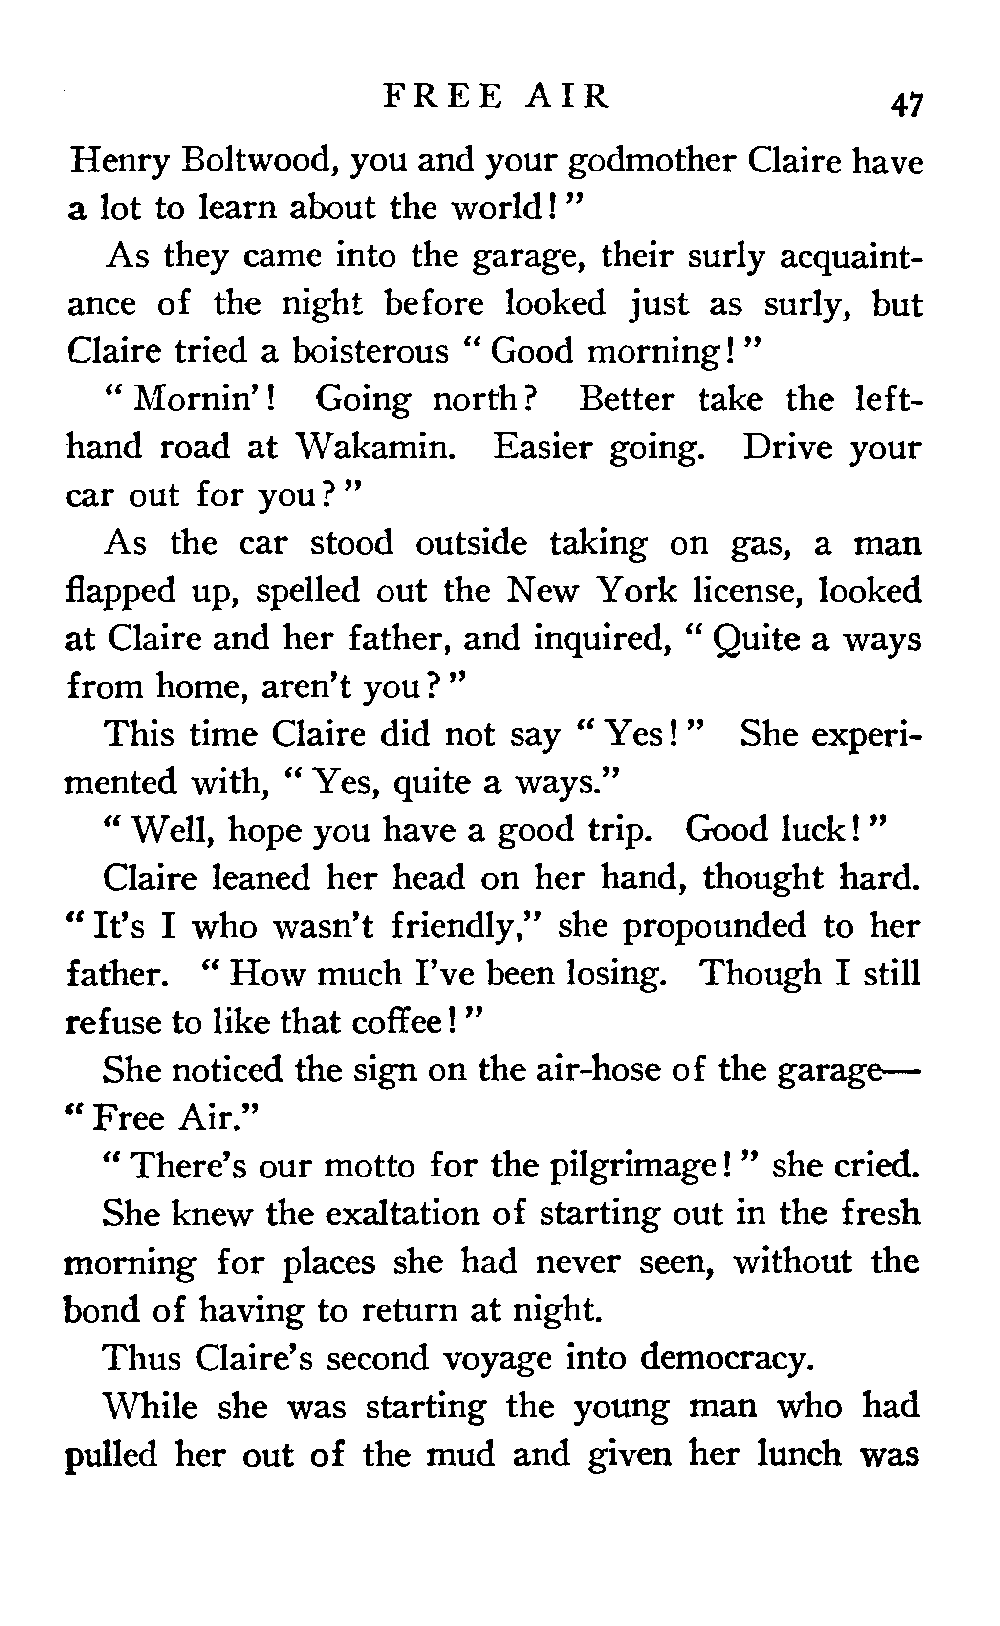 FREE AIR 47
Henry Boltwood, you and your godmother Claire have
a lot to learn about the world!"
As they came into the garage, their surly acquaint-
ance of the night before looked just as surly, but
Claire tried a boisterous "Good morning!"
"Mornin'! Going north? Better take the left-
hand road at Wakamin. Easier going. Drive your
car out for you?"
As the car stood outside taking on gas, a man
flapped up, spelled out the New York license, looked
at Claire and her father, and inquired, "Quite a ways
from home, aren't you?"
This time Claire did not say "Yes!" She experi-
mented with, "Yes, quite a ways."
"Well, hope you have a good trip. Good luck!"
Claire leaned her head on her hand, thought hard.
"It's I who wasn't friendly," she propounded to her
father. "How much I've been losing. Though I still
refuse to like that coffee!"
She noticed the sign on the air-hose of the garage—
"Free Air."
"There's our motto for the pilgrimage!" she cried.
She knew the exaltation of starting out in the fresh
morning for places she had never seen, without the
bond of having to return at night.
Thus Claire's second voyage into democracy.
While she was starting the young man who had
pulled her out of the mud and given her lunch was